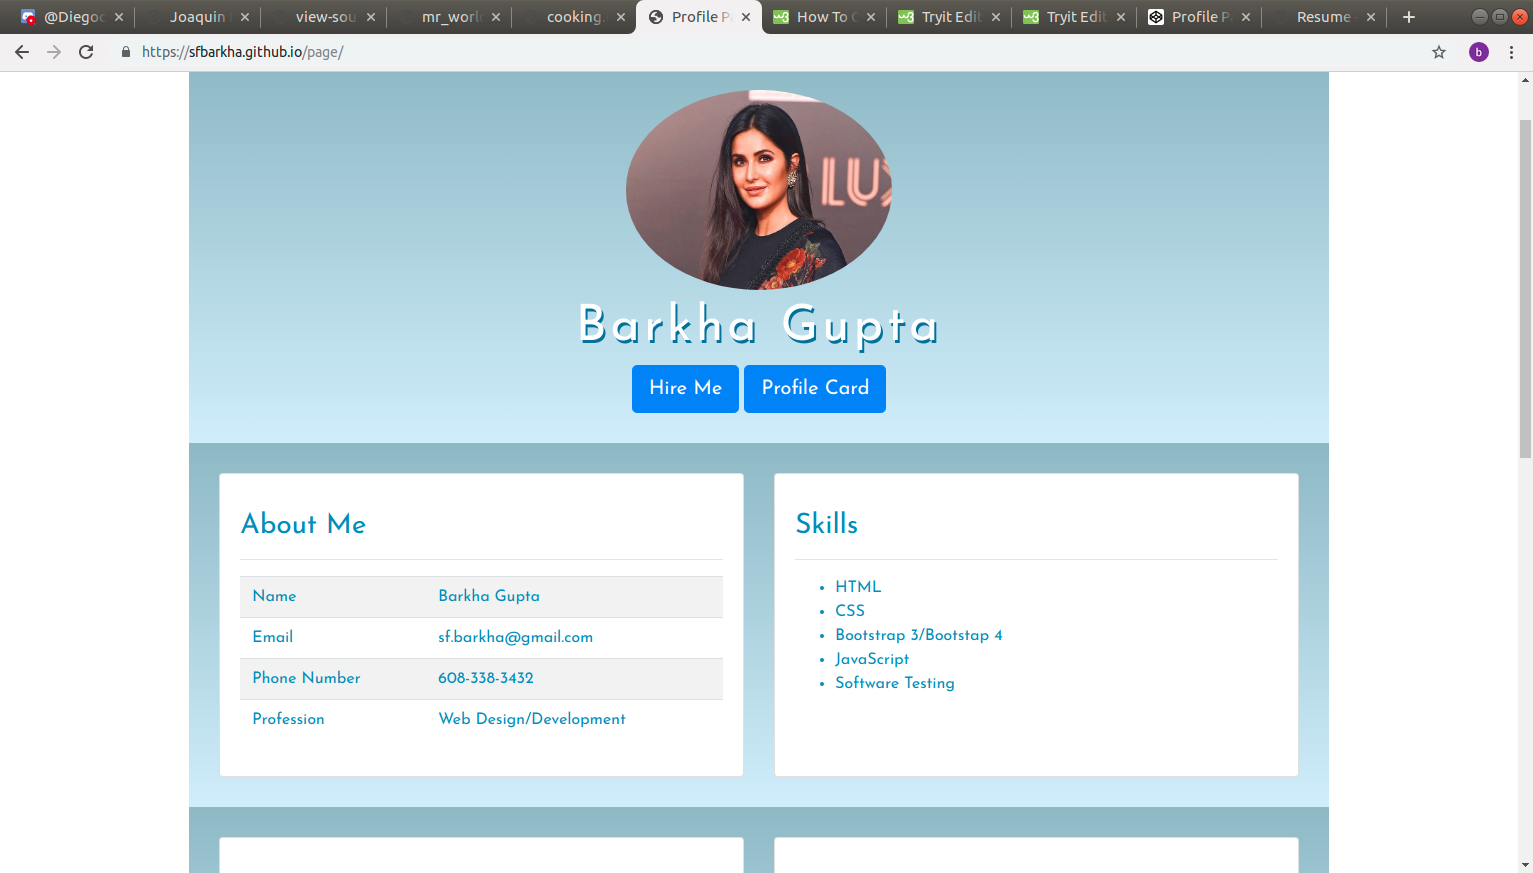 @Diego
Joaquin
view-sou
mr_worl
cooking.
Profile P
How To C
Tryit Edit
Tryit Edit
Profile P
Resume
https://sfbarkha.github.io/page/
b
LUX
Barkha Gupta
Hire Me Profile Card
About Me
Name Barkha Gupta
Email sf.barkha@gmail.com
Phone Number 608-338-3432
Profession Web Design/Development
Skills
• HTML
• CSS
• Bootstrap 3/Bootstap 4
• JavaScript
• Software Testing